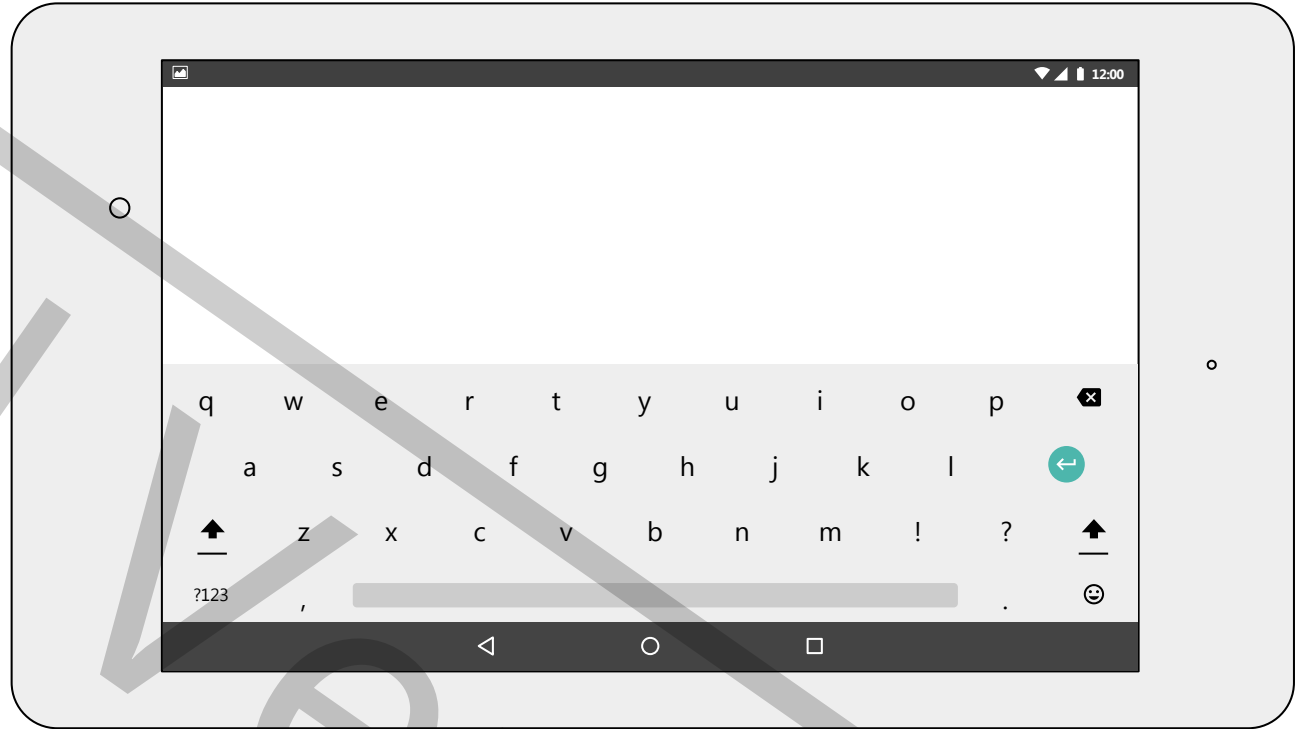 12:00
q w e r t y u i o p
a s d f g h j k l
z x c v b n m ! ?
?123 , .